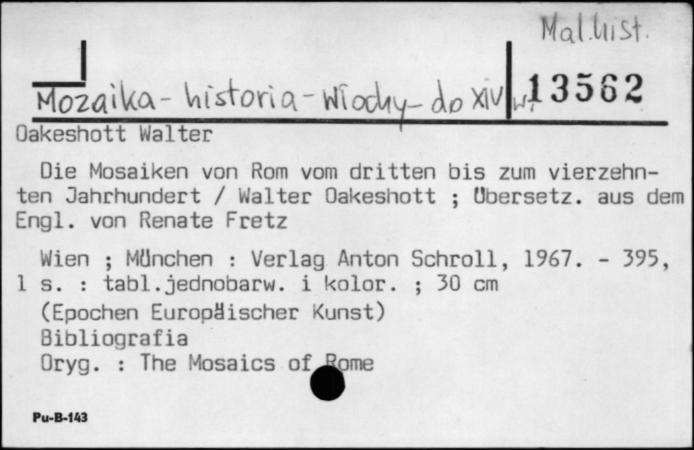 Mal. hist.
Mozaika - historia - Włochy - do XIV w. 13562
Oakeshott Walter
Die Mosaiken von Rom vom dritten bis zum vierzehn-
ten Jahrhundert / Walter Oakeshott ; Übersetz. aus dem
Engl. von Renate Fretz
Wien ; München : Verlag Anton Schroll, 1967. - 395,
1 s. : tabl.jednobarw. i kolor. ; 30 cm
(Epochen Europäischer Kunst)
Bibliografia
Oryg. : The Mosaics of Rome
Pu-B-143